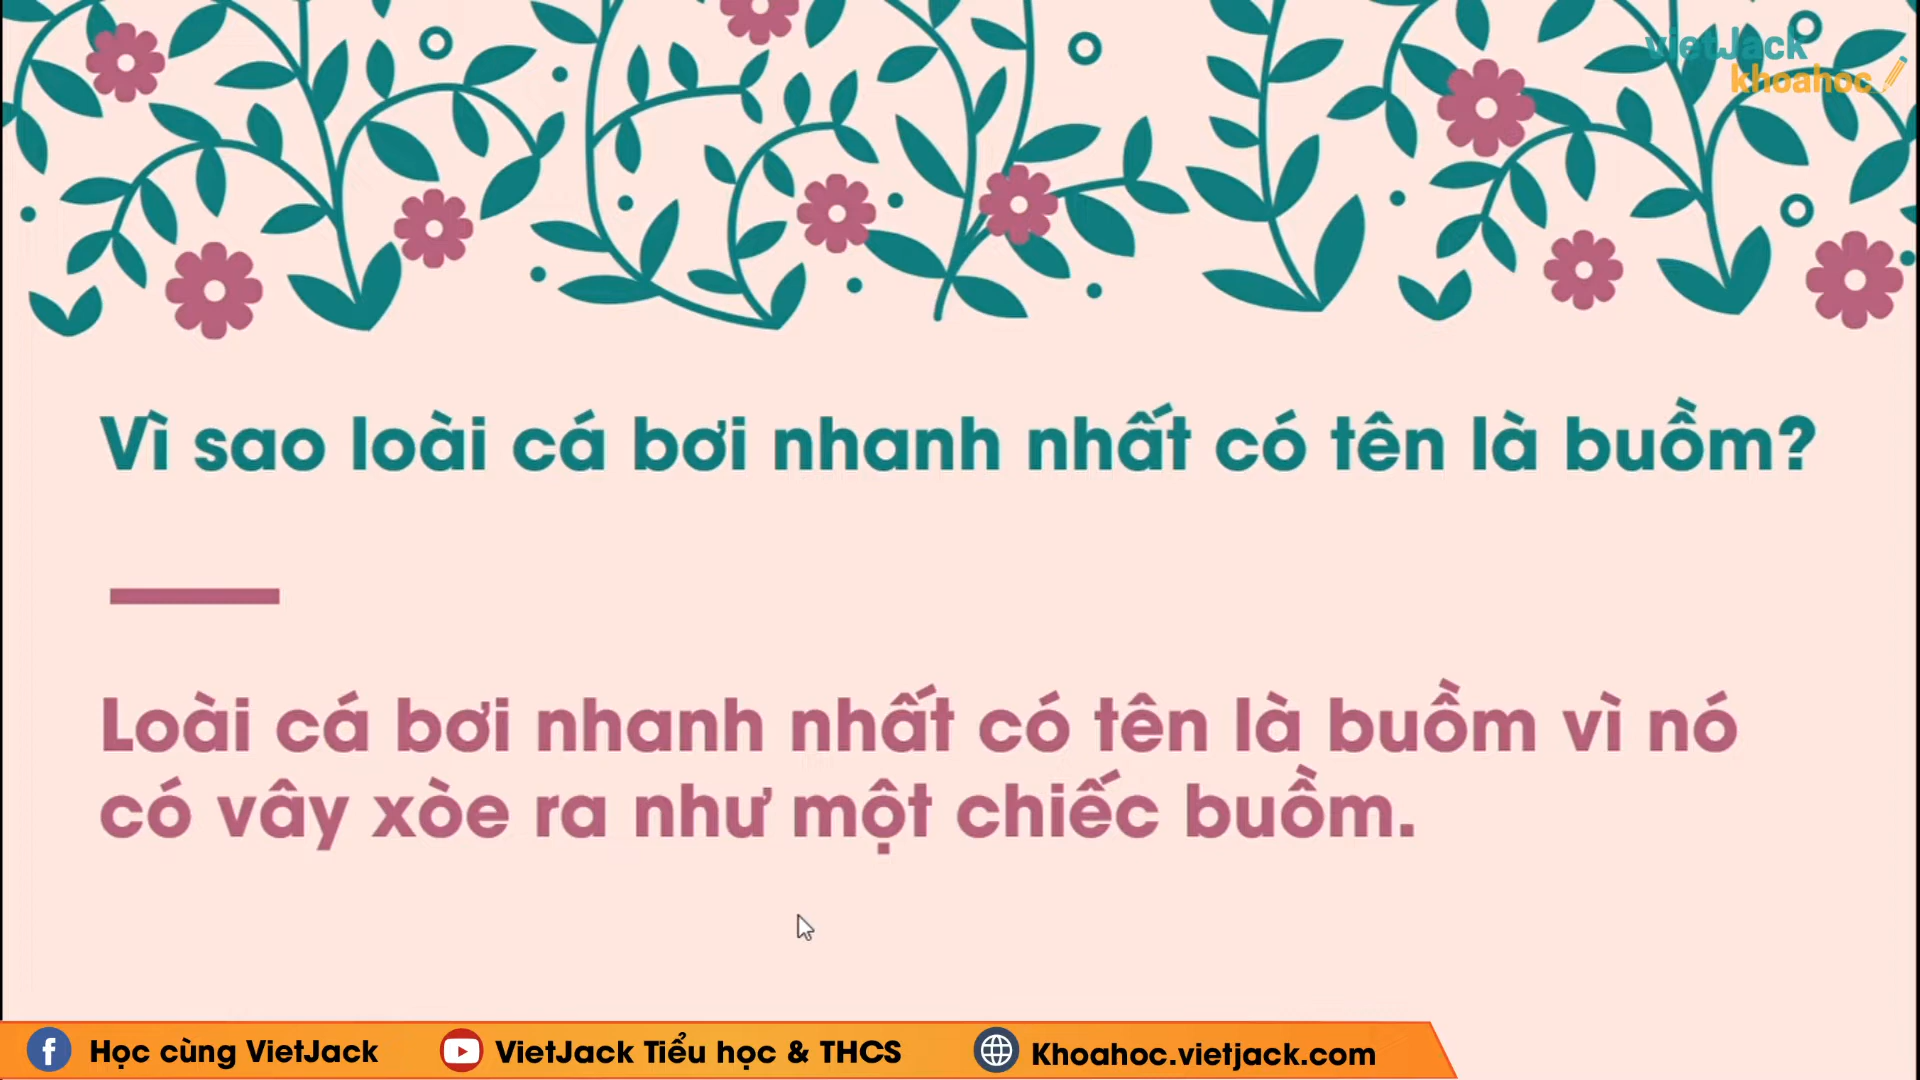 vietJack
khoahoc
Vì sao loài cá bơi nhanh nhất có tên là buồm?
Loài cá bơi nhanh nhất có tên là buồm vì nó
có vây xòe ra như một chiếc buồm.
Học cùng VietJack
VietJack Tiểu học & THCS
Khoahoc.vietjack.com